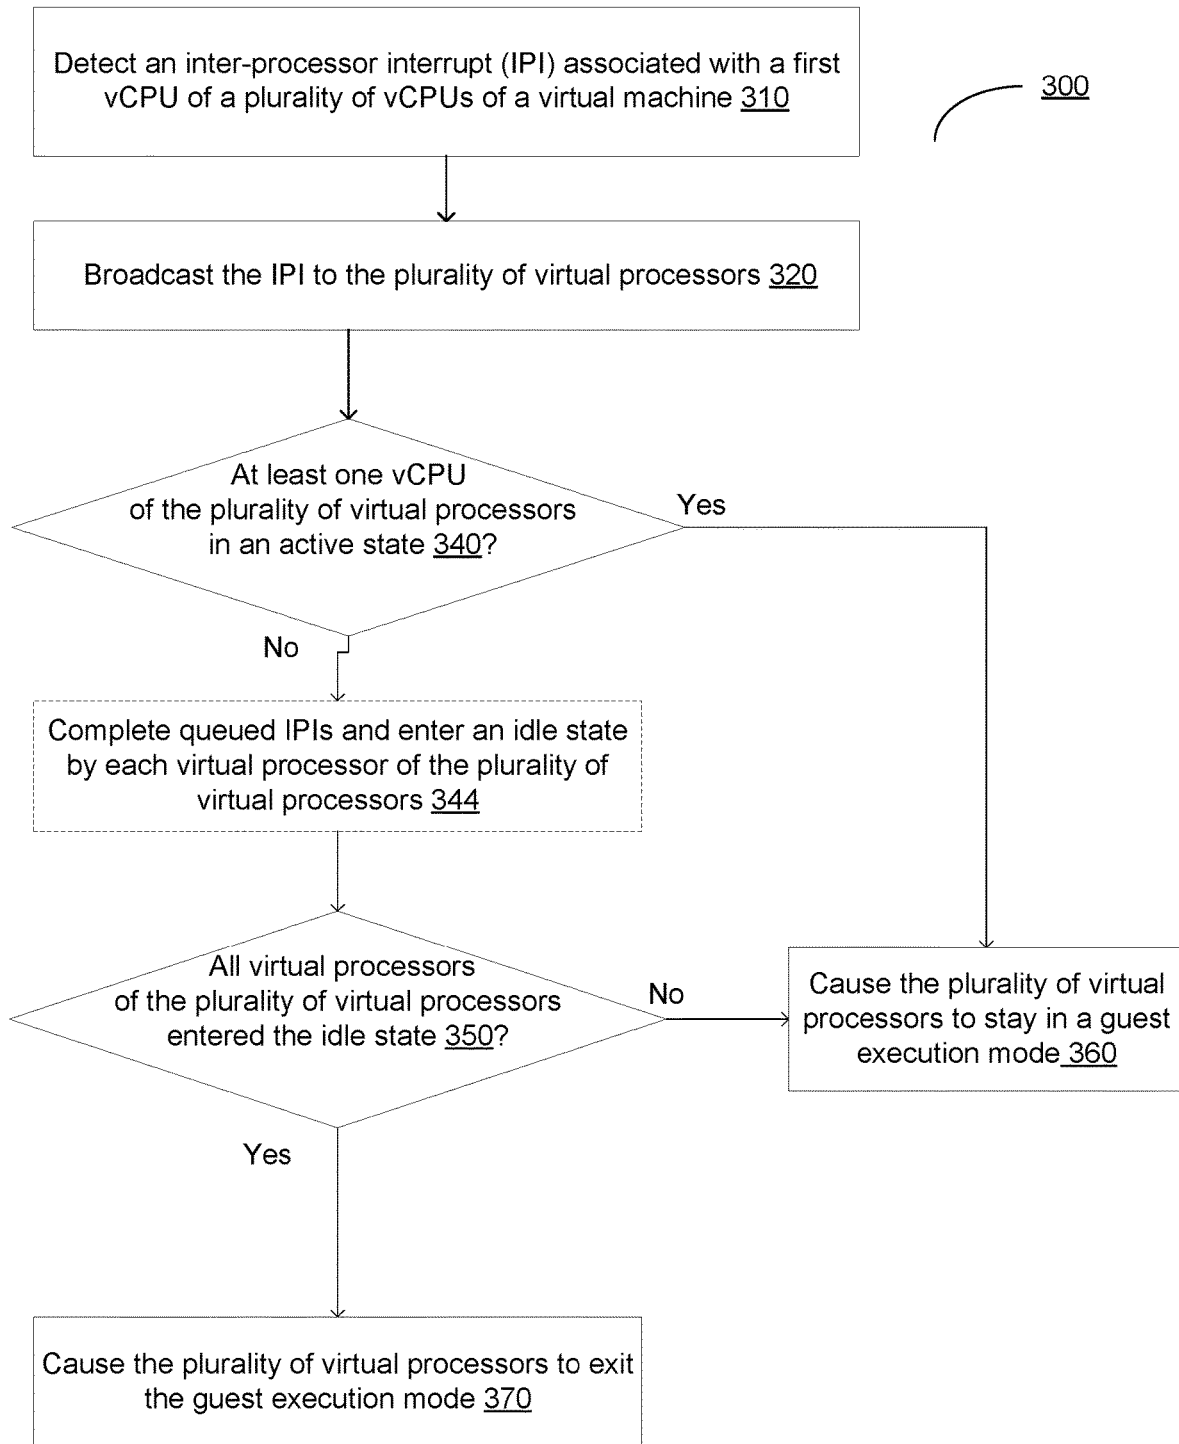 Detect an inter-processor interrupt (IPI) associated with a first
vCPU of a plurality of vCPUs of a virtual machine 310
300
Broadcast the IPI to the plurality of virtual processors 320
At least one vCPU
of the plurality of virtual processors
in an active state 340?
Yes
No
Complete queued IPIs and enter an idle state
by each virtual processor of the plurality of
virtual processors 344
All virtual processors
of the plurality of virtual processors
entered the idle state 350?
No
Cause the plurality of virtual
processors to stay in a guest
execution mode 360
Yes
Cause the plurality of virtual processors to exit
the guest execution mode 370